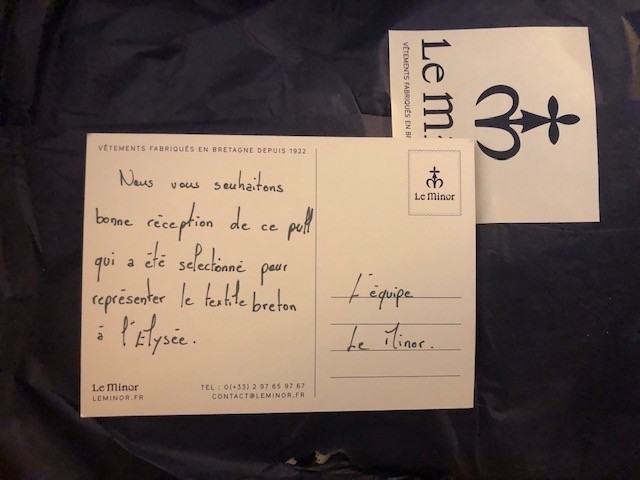 Le M
VÊTEMENTS FABRIQUÉS EN B
VÊTEMENTS FABRIQUÉS EN BRETAGNE DEPUIS 1922
Le Minor
Nous vous souhaitons
bonne réception de ce pull
qui a été selectionné pour
représenter le textile breton
à l'Elysée.
L'équipe
Le Minor.
Le Minor
LEMINOR.FR
TEL : 0(+33) 2 97 65 97 67
CONTACT@LEMINOR.FR